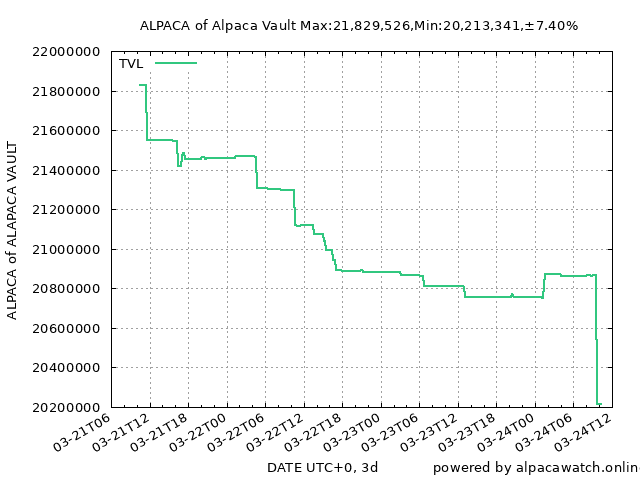 ALPACA of Alpaca Vault Max:21,829,526,Min:20,213,341,±7.40%
22000000
TVL
21800000
21600000
21400000
21200000
21000000
20800000
20600000
20400000
20200000
ALPACA of ALAPACA VAULT
03-21T06
03-21T12
03-21T18
03-22T00
03-22T06
03-22T12
03-22T18
03-23T00
03-23T06
03-23T12
03-23T18
03-24T00
03-24T06
03-24T12
DATE UTC+0, 3d
powered by alpacawatch.online